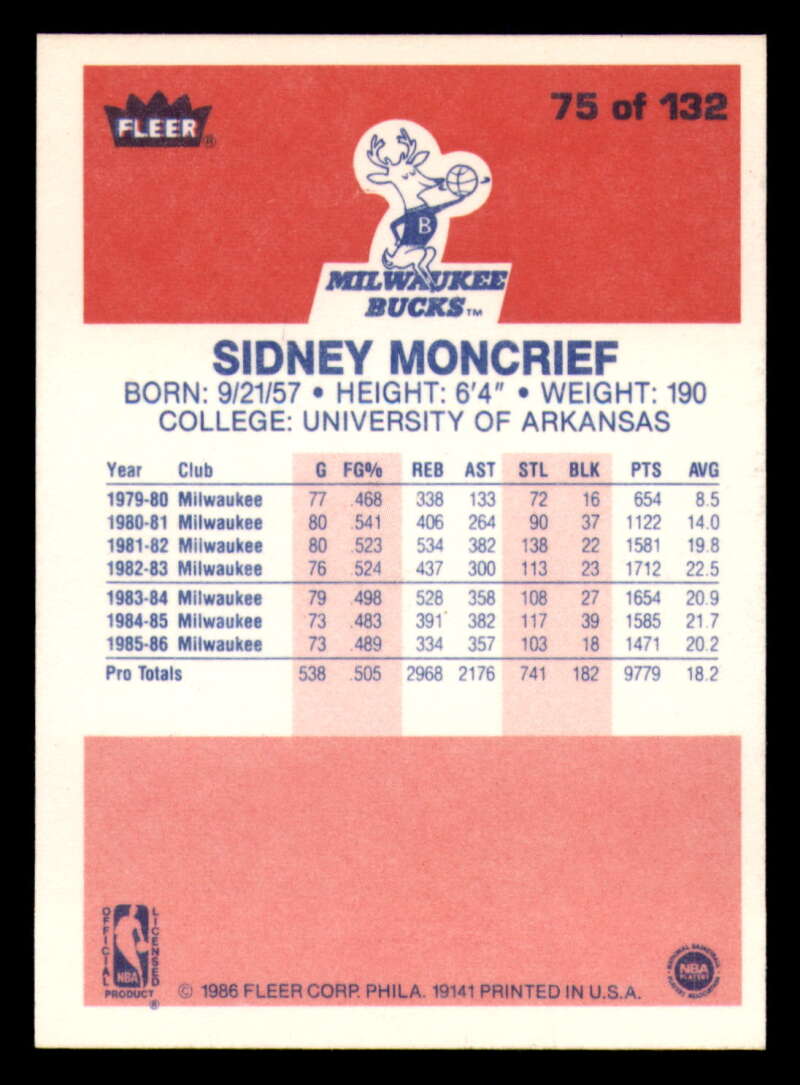 FLEER®
75 of 132
B
MILWAUKEE
BUCKS™
SIDNEY MONCRIEF
BORN: 9/21/57 • HEIGHT: 6'4" • WEIGHT: 190
COLLEGE: UNIVERSITY OF ARKANSAS
Year Club G FG% REB AST STL BLK PTS AVG
1979-80 Milwaukee 77 .468 338 133 72 16 654 8.5
1980-81 Milwaukee 80 .541 406 264 90 37 1122 14.0
1981-82 Milwaukee 80 .523 534 382 138 22 1581 19.8
1982-83 Milwaukee 76 .524 437 300 113 23 1712 22.5
1983-84 Milwaukee 79 .498 528 358 108 27 1654 20.9
1984-85 Milwaukee 73 .483 391 382 117 39 1585 21.7
1985-86 Milwaukee 73 .489 334 357 103 18 1471 20.2
Pro Totals 538 .505 2968 2176 741 182 9779 18.2
OFFICIAL
LICENSED
NBA
PRODUCT®
© 1986 FLEER CORP. PHILA. 19141 PRINTED IN U.S.A.
NATIONAL BASKETBALL
NBA
PLAYERS
PLAYERS ASSOCIATION